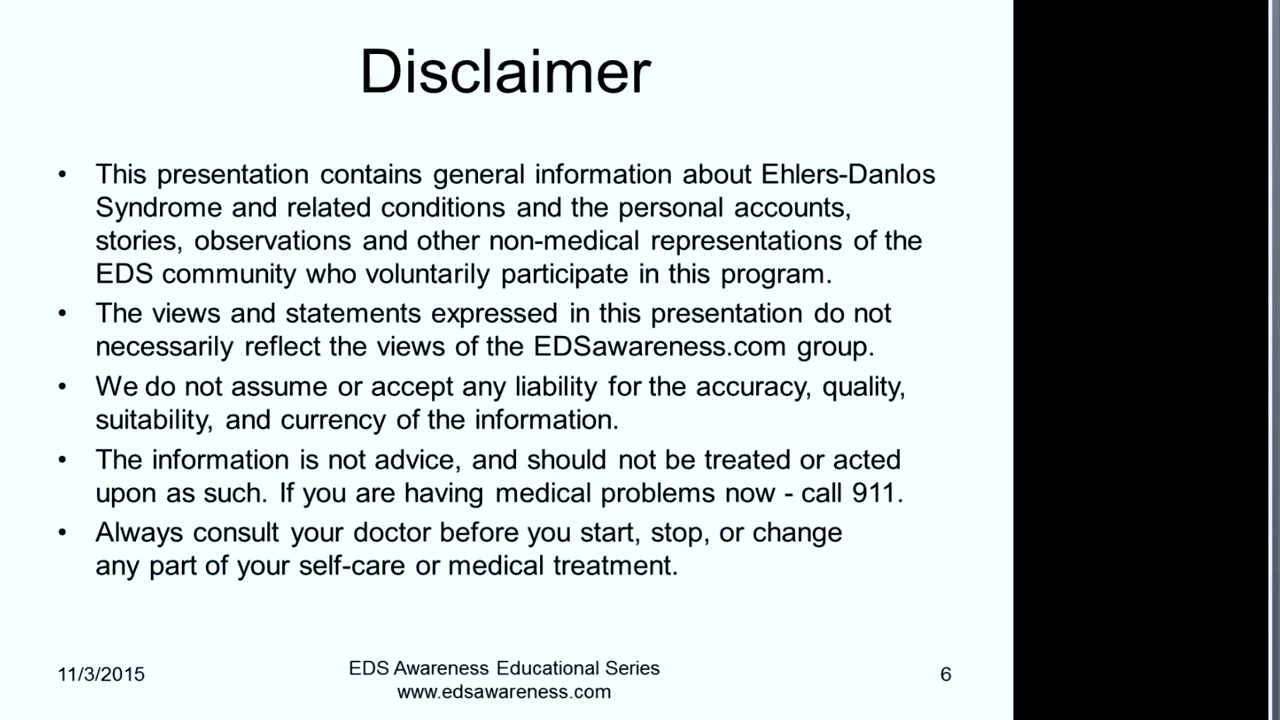 Disclaimer
• This presentation contains general information about Ehlers-Danlos
Syndrome and related conditions and the personal accounts,
stories, observations and other non-medical representations of the
EDS community who voluntarily participate in this program.
• The views and statements expressed in this presentation do not
necessarily reflect the views of the EDSawareness.com group.
• We do not assume or accept any liability for the accuracy, quality,
suitability, and currency of the information.
• The information is not advice, and should not be treated or acted
upon as such. If you are having medical problems now - call 911.
• Always consult your doctor before you start, stop, or change
any part of your self-care or medical treatment.
11/3/2015
EDS Awareness Educational Series
www.edsawareness.com
6